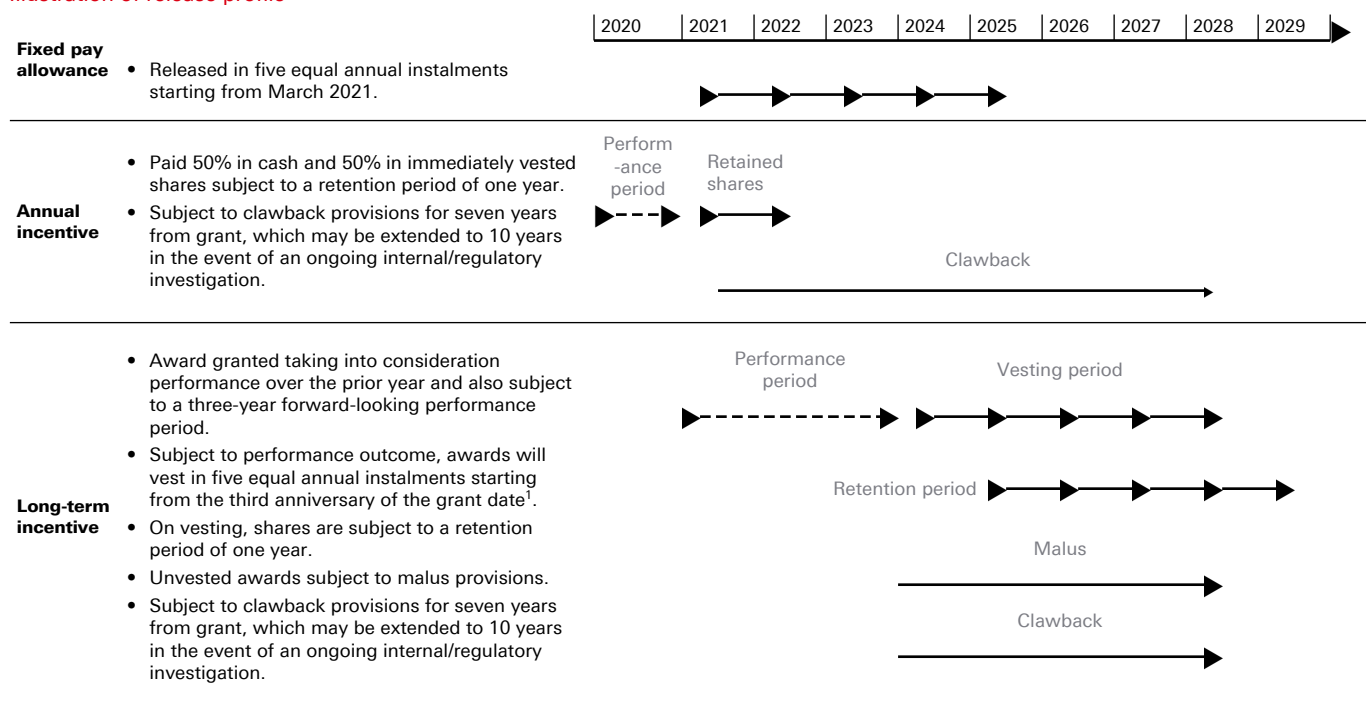 2020 2021 2022 2023 2024 2025 2026 2027 2028 2029
Fixed pay
allowance
• Released in five equal annual instalments
starting from March 2021.
Annual
incentive
• Paid 50% in cash and 50% in immediately vested
shares subject to a retention period of one year.
• Subject to clawback provisions for seven years
from grant, which may be extended to 10 years
in the event of an ongoing internal/regulatory
investigation.
Perform
-ance
period
Retained
shares
Clawback
Long-term
incentive
• Award granted taking into consideration
performance over the prior year and also subject
to a three-year forward-looking performance
period.
• Subject to performance outcome, awards will
vest in five equal annual instalments starting
from the third anniversary of the grant date1.
• On vesting, shares are subject to a retention
period of one year.
• Unvested awards subject to malus provisions.
• Subject to clawback provisions for seven years
from grant, which may be extended to 10 years
in the event of an ongoing internal/regulatory
investigation.
Performance
period
Vesting period
Retention period
Malus
Clawback